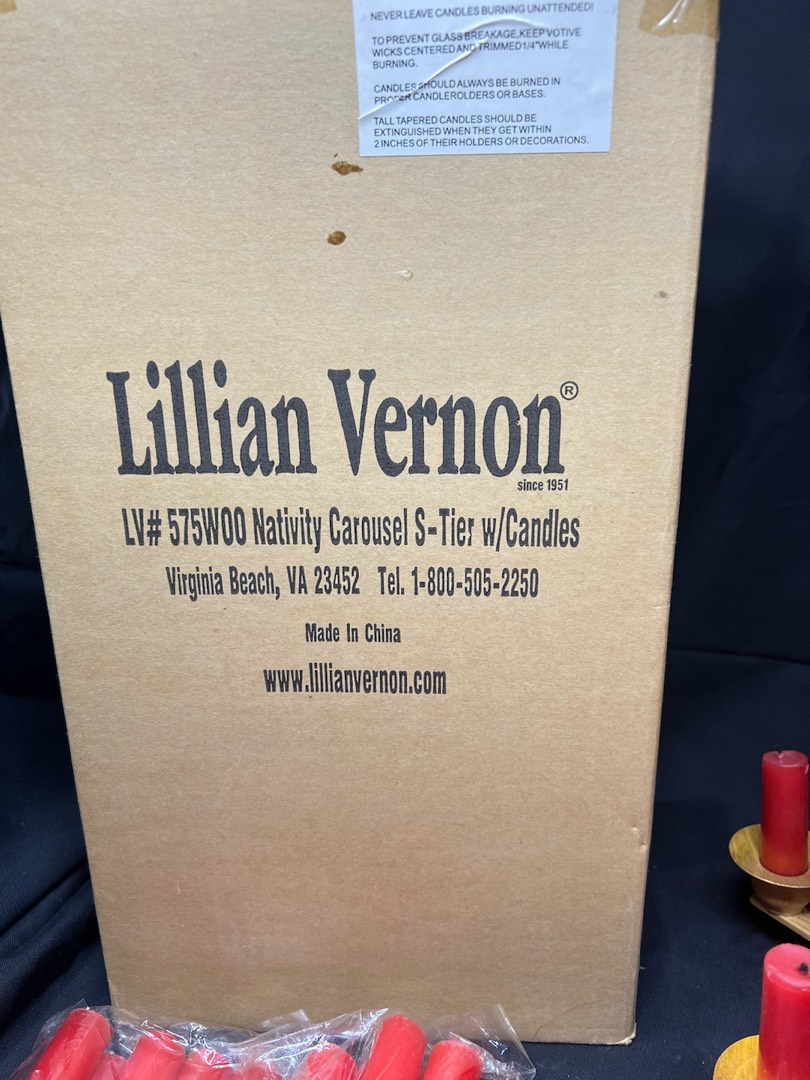 NEVER LEAVE CANDLES BURNING UNATTENDED!
TO PREVENT GLASS BREAKAGE,KEEP VOTIVE
WICKS CENTERED AND TRIMMED 1/4"WHILE
BURNING.
CANDLES SHOULD ALWAYS BE BURNED IN
PROPER CANDLEROLDERS OR BASES.
TALL TAPERED CANDLES SHOULD BE
EXTINGUISHED WHEN THEY GET WITHIN
2 INCHES OF THEIR HOLDERS OR DECORATIONS.
Lillian Vernon®
since 1951
LV# 575W00 Nativity Carousel S-Tier w/Candles
Virginia Beach, VA 23452 Tel. 1-800-505-2250
Made In China
www.lillianvernon.com